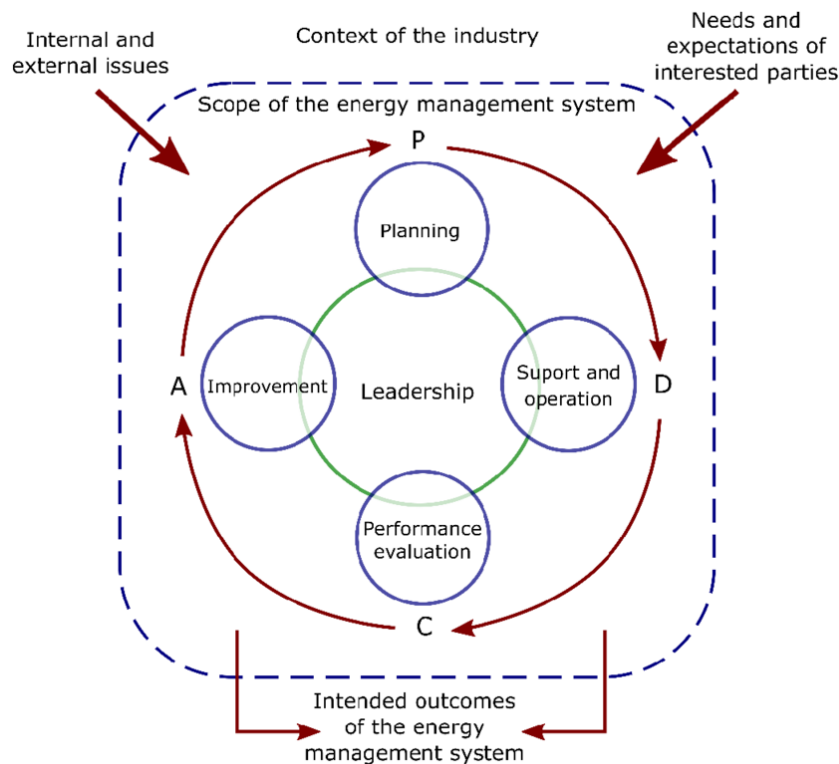 Internal and
external issues
Context of the industry
Needs and
expectations of
interested parties
Scope of the energy management system
P
Planning
A
Improvement
Leadership
Suport and
operation
D
Performance
evaluation
C
Intended outcomes
of the energy
management system